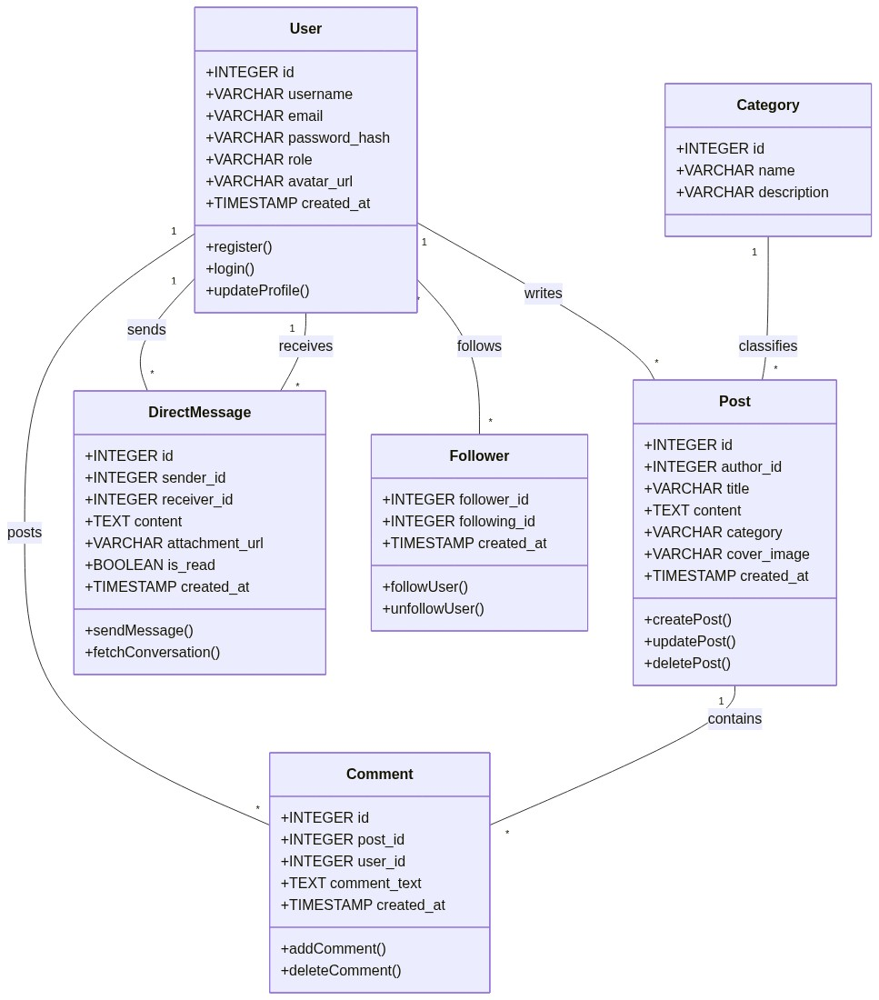 User
+INTEGER id
+VARCHAR username
+VARCHAR email
+VARCHAR password_hash
+VARCHAR role
+VARCHAR avatar_url
+TIMESTAMP created_at
+register()
+login()
+updateProfile()
Category
+INTEGER id
+VARCHAR name
+VARCHAR description
1
1
1
1
*
1
1
writes
sends
receives
follows
classifies
*
*
*
*
*
DirectMessage
+INTEGER id
+INTEGER sender_id
+INTEGER receiver_id
+TEXT content
+VARCHAR attachment_url
+BOOLEAN is_read
+TIMESTAMP created_at
+sendMessage()
+fetchConversation()
Follower
+INTEGER follower_id
+INTEGER following_id
+TIMESTAMP created_at
+followUser()
+unfollowUser()
Post
+INTEGER id
+INTEGER author_id
+VARCHAR title
+TEXT content
+VARCHAR category
+VARCHAR cover_image
+TIMESTAMP created_at
+createPost()
+updatePost()
+deletePost()
posts
1
contains
*
*
Comment
+INTEGER id
+INTEGER post_id
+INTEGER user_id
+TEXT comment_text
+TIMESTAMP created_at
+addComment()
+deleteComment()